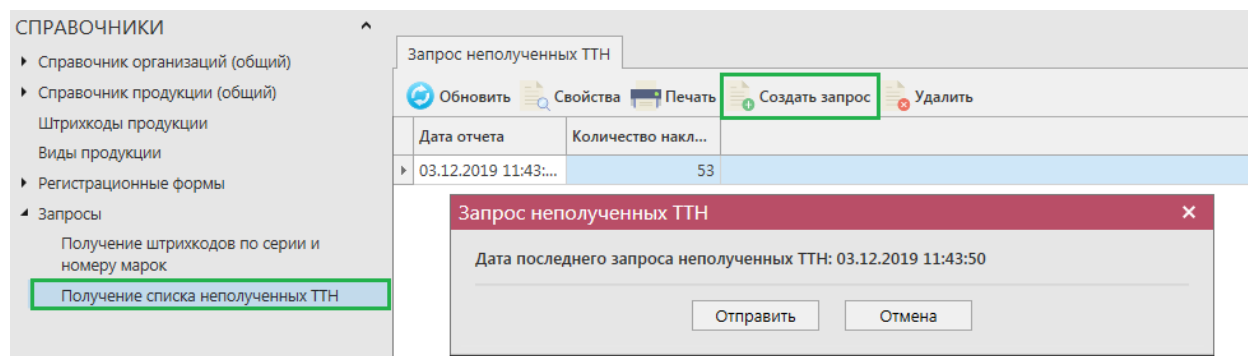 СПРАВОЧНИКИ
Справочник организаций (общий)
Справочник продукции (общий)
Штрихкоды продукции
Виды продукции
Регистрационные формы
Запросы
Получение штрихкодов по серии и
номеру марок
Получение списка неполученных ТТН
Запрос неполученных ТТН
Обновить Свойства Печать Создать запрос Удалить
Дата отчета Количество накл...
03.12.2019 11:43:... 53
Запрос неполученных ТТН
Дата последнего запроса неполученных ТТН: 03.12.2019 11:43:50
Отправить Отмена